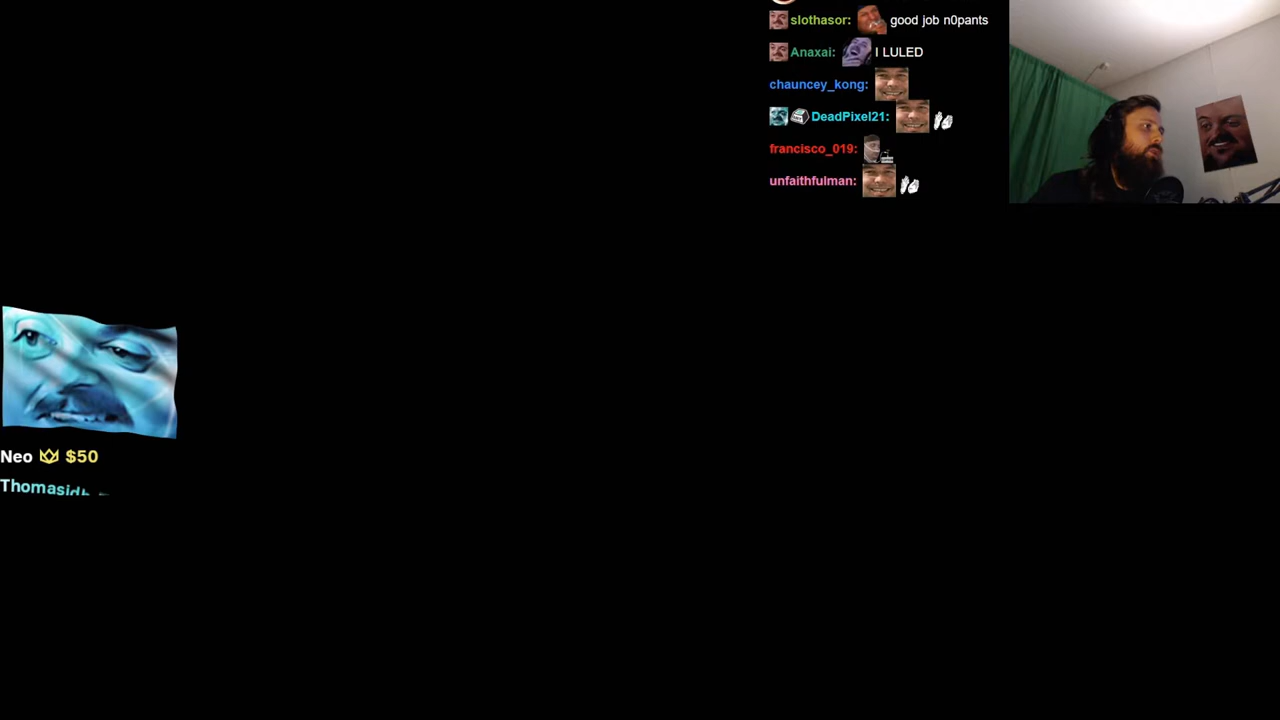 slothasor: good job n0pants
Anaxai: I LULED
chauncey_kong:
DeadPixel21:
francisco_019:
unfaithfulman:
Neo $50